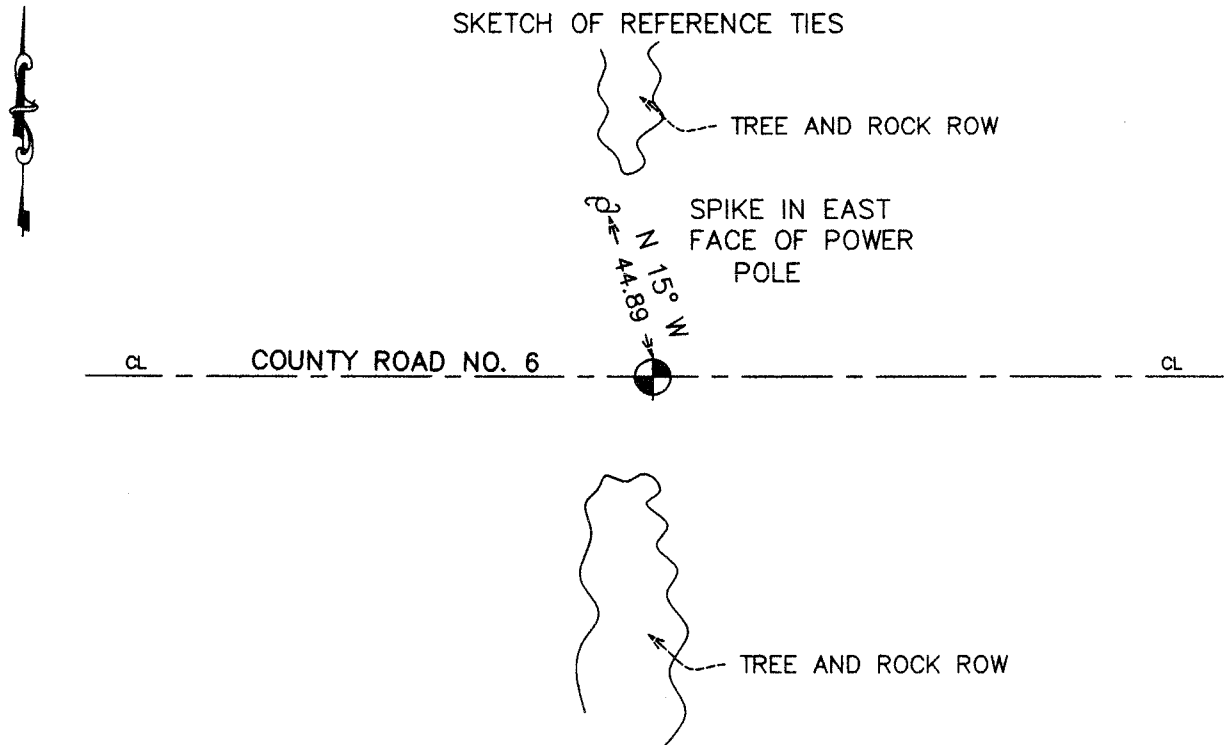 SKETCH OF REFERENCE TIES
TREE AND ROCK ROW
SPIKE IN EAST
FACE OF POWER
POLE
N 15° W
44.89
CL
COUNTY ROAD NO. 6
CL
TREE AND ROCK ROW